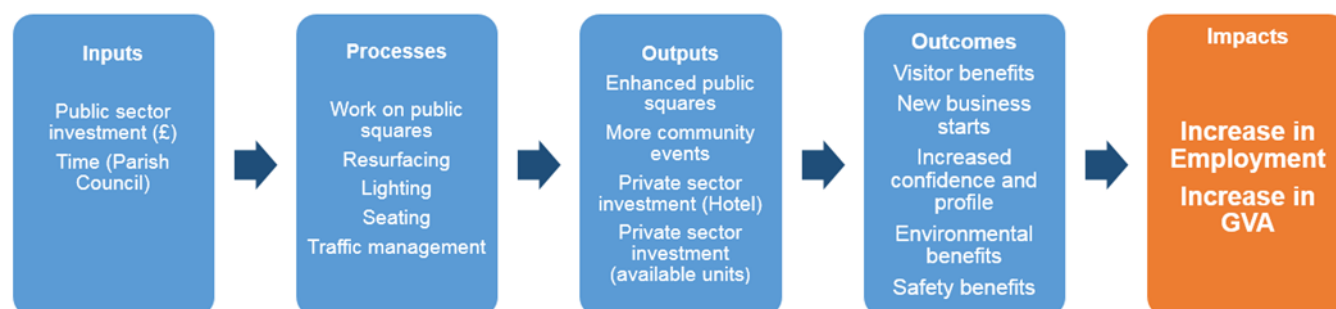 Inputs
Public sector
investment (£)
Time (Parish
Council)
Processes
Work on public
squares
Resurfacing
Lighting
Seating
Traffic management
Outputs
Enhanced public
squares
More community
events
Private sector
investment (Hotel)
Private sector
investment
(available units)
Outcomes
Visitor benefits
New business
starts
Increased
confidence and
profile
Environmental
benefits
Safety benefits
Impacts
Increase in
Employment
Increase in
GVA